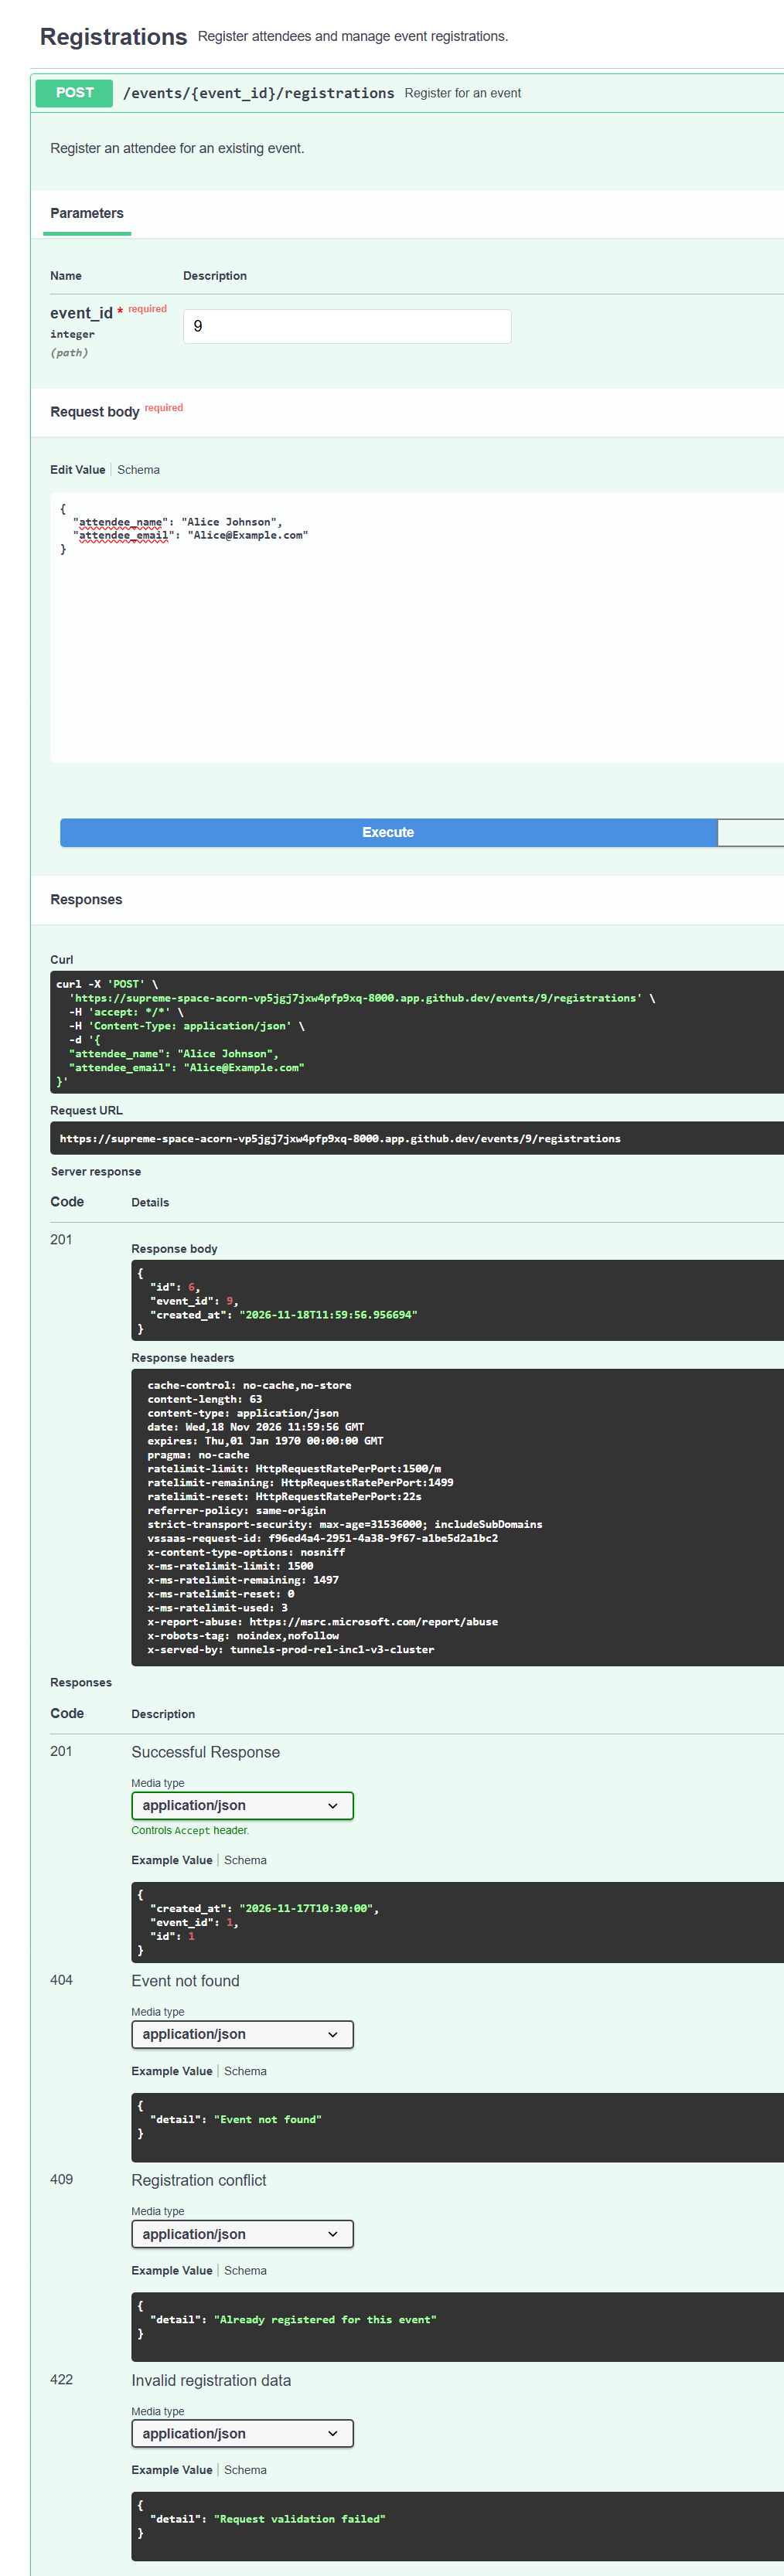 Registrations Register attendees and manage event registrations.
POST /events/{event_id}/registrations Register for an event
Register an attendee for an existing event.
Parameters
Name Description
event_id * required
integer
(path)
9
Request body required
Edit Value | Schema
{
  "attendee_name": "Alice Johnson",
  "attendee_email": "Alice@Example.com"
}
Execute
Responses
Curl
curl -X 'POST' \
  'https://supreme-space-acorn-vp5jgj7jxw4pfp9xq-8000.app.github.dev/events/9/registrations' \
  -H 'accept: */*' \
  -H 'Content-Type: application/json' \
  -d '{
  "attendee_name": "Alice Johnson",
  "attendee_email": "Alice@Example.com"
}'
Request URL
https://supreme-space-acorn-vp5jgj7jxw4pfp9xq-8000.app.github.dev/events/9/registrations
Server response
Code Details
201
Response body
{
  "id": 6,
  "event_id": 9,
  "created_at": "2026-11-18T11:59:56.956694"
}
Response headers
cache-control: no-cache,no-store
content-length: 63
content-type: application/json
date: Wed,18 Nov 2026 11:59:56 GMT
expires: Thu,01 Jan 1970 00:00:00 GMT
pragma: no-cache
ratelimit-limit: HttpRequestRatePerPort:1500/m
ratelimit-remaining: HttpRequestRatePerPort:1499
ratelimit-reset: HttpRequestRatePerPort:22s
referrer-policy: same-origin
strict-transport-security: max-age=31536000; includeSubDomains
vssaas-request-id: f96ed4a4-2951-4a38-9f67-a1be5d2a1bc2
x-content-type-options: nosniff
x-ms-ratelimit-limit: 1500
x-ms-ratelimit-remaining: 1497
x-ms-ratelimit-reset: 0
x-ms-ratelimit-used: 3
x-report-abuse: https://msrc.microsoft.com/report/abuse
x-robots-tag: noindex,nofollow
x-served-by: tunnels-prod-rel-inc1-v3-cluster
Responses
Code Description
201 Successful Response
Media type
application/json
Controls Accept header.
Example Value | Schema
{
  "created_at": "2026-11-17T10:30:00",
  "event_id": 1,
  "id": 1
}
404 Event not found
Media type
application/json
Example Value | Schema
{
  "detail": "Event not found"
}
409 Registration conflict
Media type
application/json
Example Value | Schema
{
  "detail": "Already registered for this event"
}
422 Invalid registration data
Media type
application/json
Example Value | Schema
{
  "detail": "Request validation failed"
}